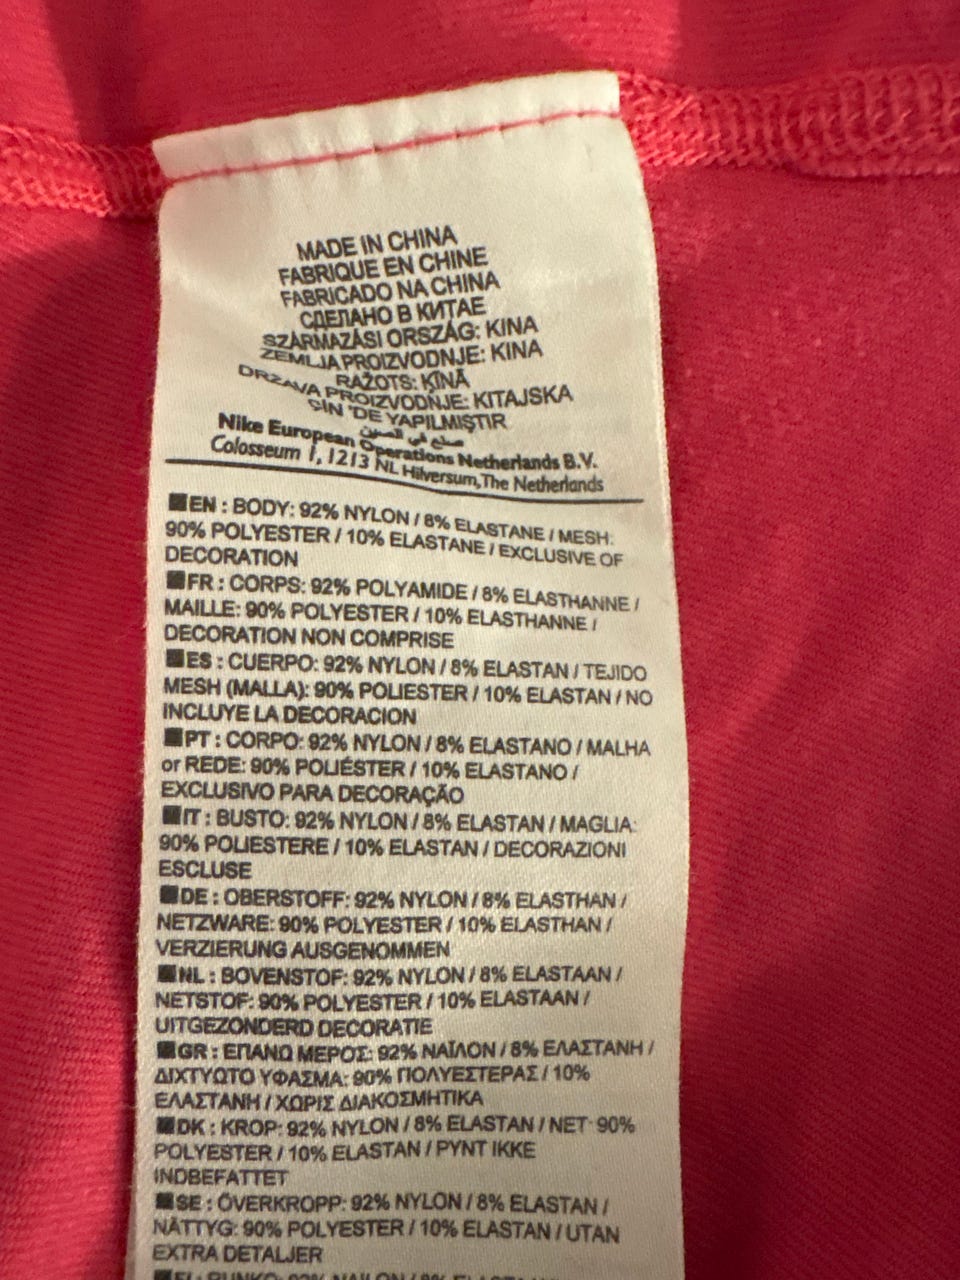 MADE IN CHINA
FABRIQUE EN CHINE
FABRICADO NA CHINA
СДЕЛАНО В КИТАЕ
SZÁRMAZÁSI ORSZÁG: KINA
ZEMLJA PROIZVODNJE: KINA
RAŽOTS: ĶĪNĀ
DRŽAVA PROIZVODNJE: KITAJSKA
ÇİN 'DE YAPILMIŞTIR
صنع في الصين
Nike European Operations Netherlands B.V.
Colosseum 1, 1213 NL Hilversum, The Netherlands
■EN : BODY: 92% NYLON / 8% ELASTANE / MESH:
90% POLYESTER / 10% ELASTANE / EXCLUSIVE OF
DECORATION
■FR : CORPS: 92% POLYAMIDE / 8% ELASTHANNE /
MAILLE: 90% POLYESTER / 10% ELASTHANNE /
DECORATION NON COMPRISE
■ES : CUERPO: 92% NYLON / 8% ELASTAN / TEJIDO
MESH (MALLA): 90% POLIESTER / 10% ELASTAN / NO
INCLUYE LA DECORACION
■PT : CORPO: 92% NYLON / 8% ELASTANO / MALHA
or REDE: 90% POLIÉSTER / 10% ELASTANO /
EXCLUSIVO PARA DECORAÇÃO
■IT : BUSTO: 92% NYLON / 8% ELASTAN / MAGLIA:
90% POLIESTERE / 10% ELASTAN / DECORAZIONI
ESCLUSE
■DE : OBERSTOFF: 92% NYLON / 8% ELASTHAN /
NETZWARE: 90% POLYESTER / 10% ELASTHAN /
VERZIERUNG AUSGENOMMEN
■NL : BOVENSTOF: 92% NYLON / 8% ELASTAAN /
NETSTOF: 90% POLYESTER / 10% ELASTAAN /
UITGEZONDERD DECORATIE
■GR : ΕΠΑΝΩ ΜΕΡΟΣ: 92% ΝΑΪΛΟΝ / 8% ΕΛΑΣΤΑΝΗ /
ΔΙΧΤΥΩΤΟ ΥΦΑΣΜΑ: 90% ΠΟΛΥΕΣΤΕΡΑΣ / 10%
ΕΛΑΣΤΑΝΗ / ΧΩΡΙΣ ΔΙΑΚΟΣΜΗΤΙΚΑ
■DK : KROP: 92% NYLON / 8% ELASTAN / NET: 90%
POLYESTER / 10% ELASTAN / PYNT IKKE
INDBEFATTET
■SE : ÖVERKROPP: 92% NYLON / 8% ELASTAN /
NÄTTYG: 90% POLYESTER / 10% ELASTAN / UTAN
EXTRA DETALJER